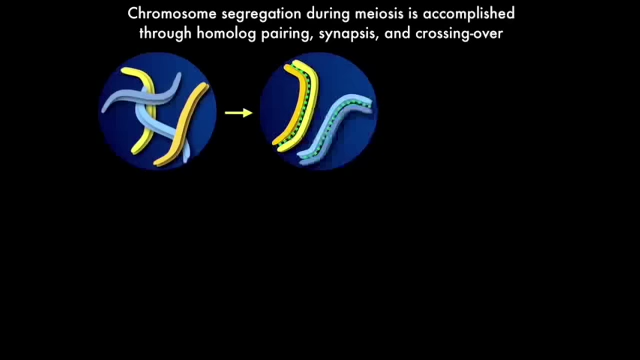 Chromosome segregation during meiosis is accomplished
through homolog pairing, synapsis, and crossing-over